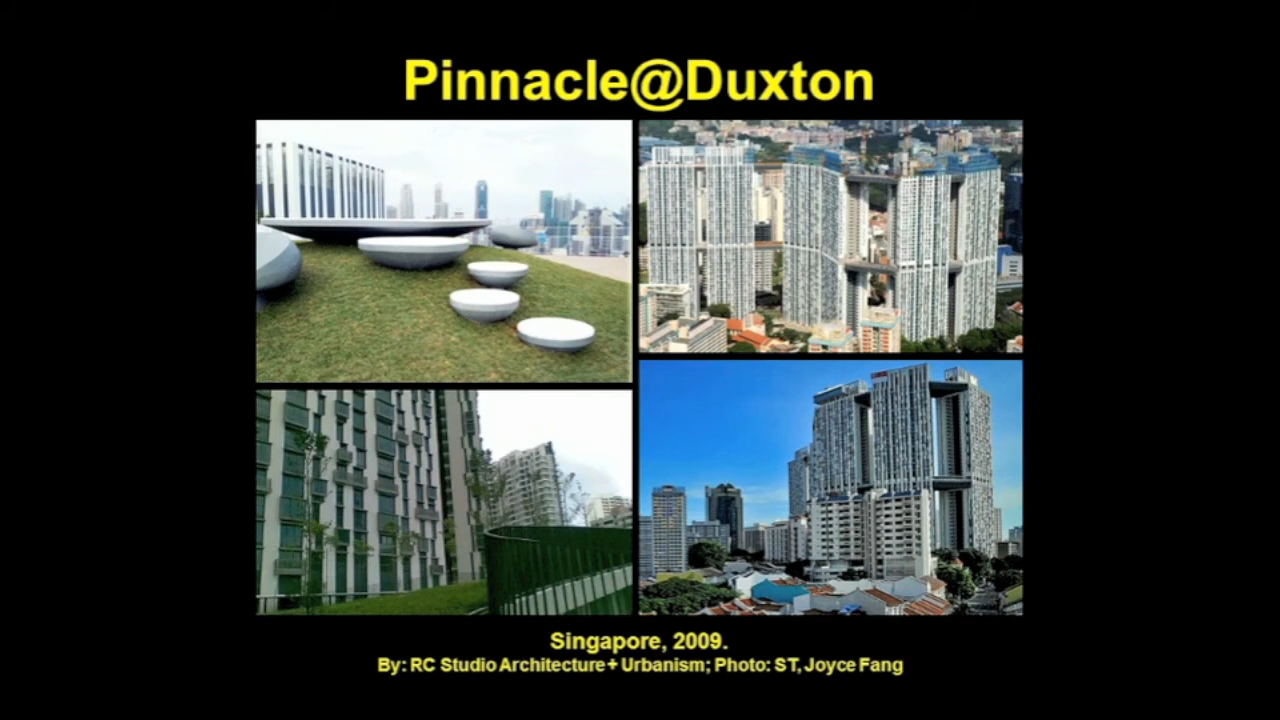 Pinnacle@Duxton
Singapore, 2009.
By: RC Studio Architecture+ Urbanism; Photo: ST, Joyce Fang